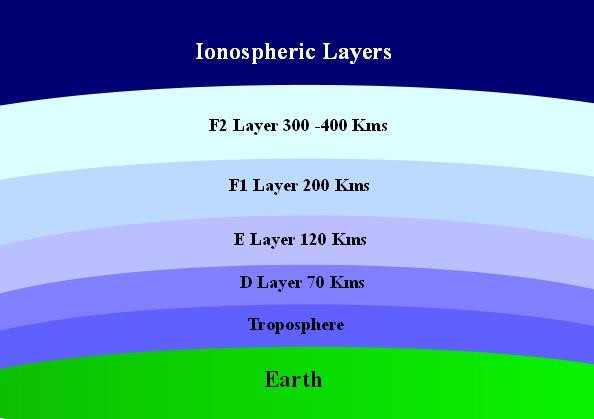 Ionospheric Layers
F2 Layer 300 -400 Kms
F1 Layer 200 Kms
E Layer 120 Kms
D Layer 70 Kms
Troposphere
Earth